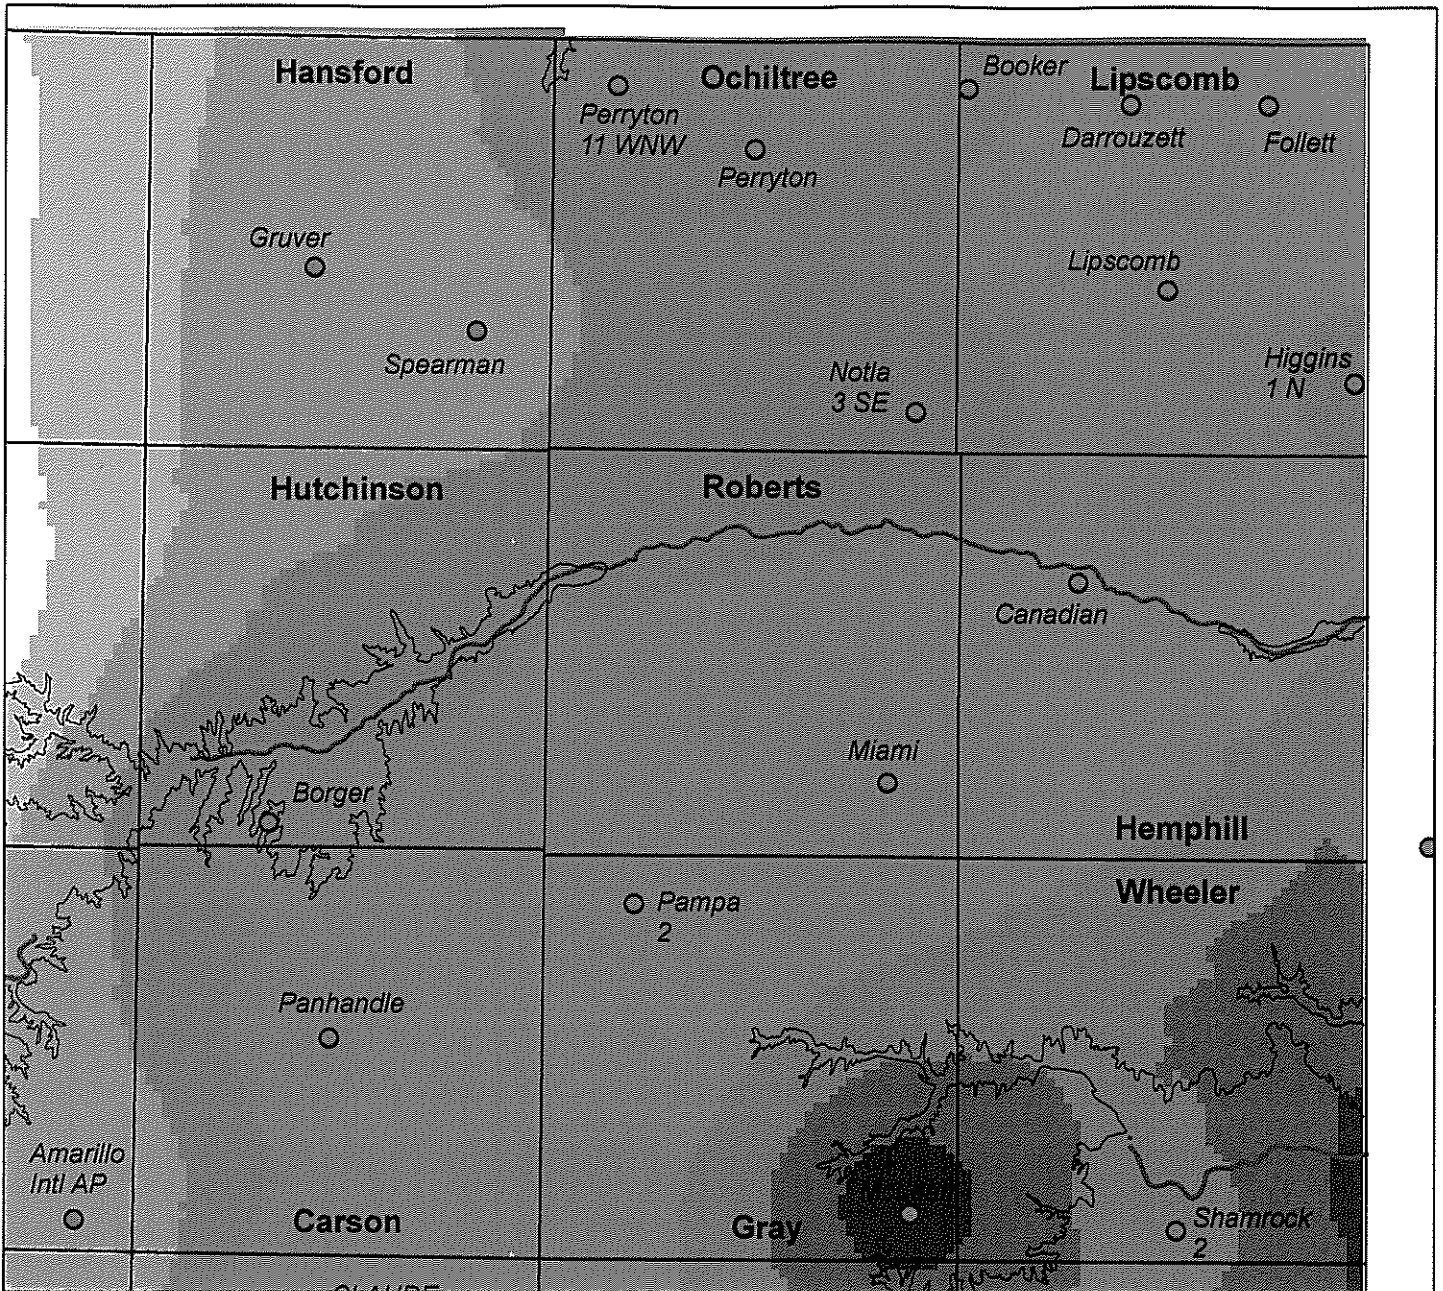 Hansford
Ochiltree
Booker
Lipscomb
Perryton
11 WNW
Perryton
Darrouzett
Follett
Gruver
Lipscomb
Spearman
Notla
3 SE
Higgins
1 N
Hutchinson
Roberts
Canadian
Miami
Borger
Hemphill
Wheeler
Pampa
2
Panhandle
Amarillo
Intl AP
Carson
Gray
Shamrock
2